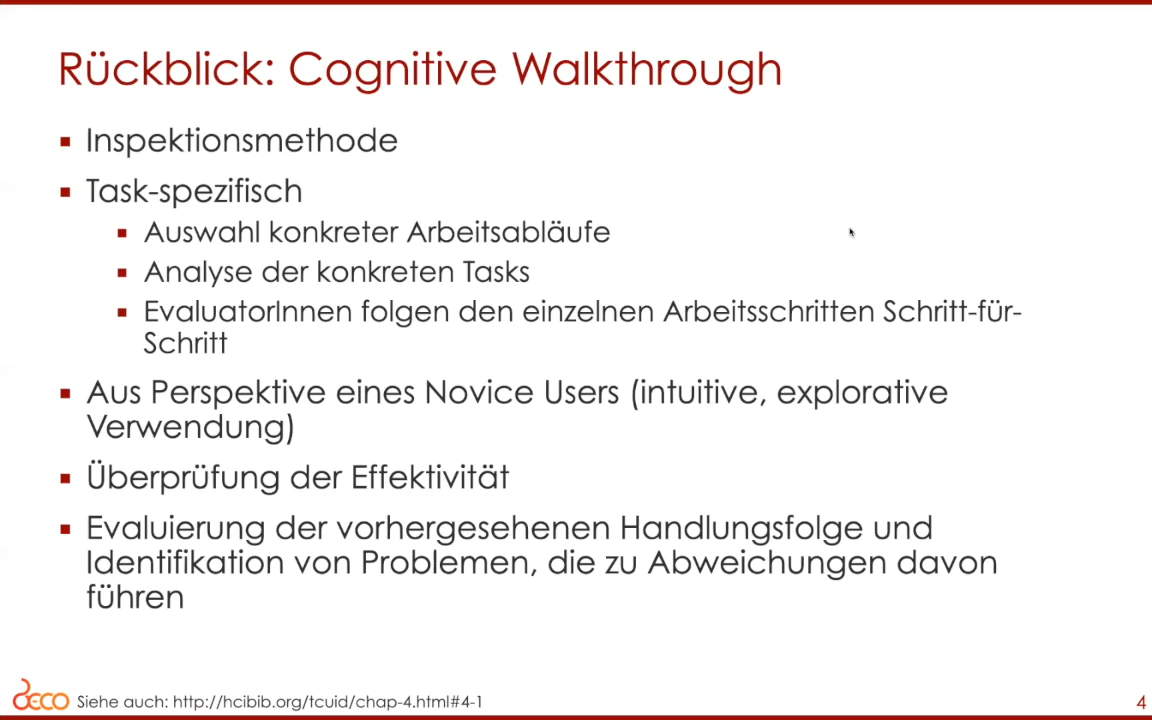 Rückblick: Cognitive Walkthrough
Inspektionsmethode
Task-spezifisch
Auswahl konkreter Arbeitsabläufe
Analyse der konkreten Tasks
EvaluatorInnen folgen den einzelnen Arbeitsschritten Schritt-für-
Schritt
Aus Perspektive eines Novice Users (intuitive, explorative
Verwendung)
Überprüfung der Effektivität
Evaluierung der vorhergesehenen Handlungsfolge und
Identifikation von Problemen, die zu Abweichungen davon
führen
DECO Siehe auch: http://hcibib.org/tcuid/chap-4.html#4-1
4